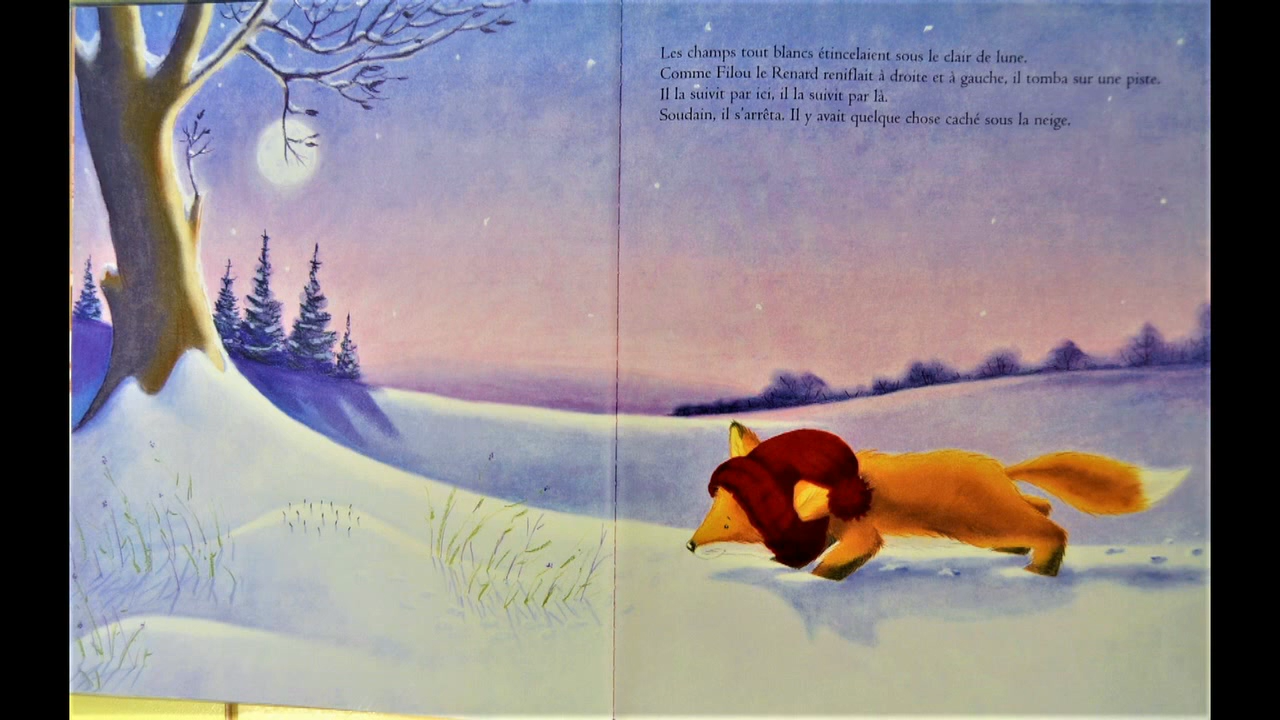 Les champs tout blancs étincelaient sous le clair de lune.
Comme Filou le Renard reniflait à droite et à gauche, il tomba sur une piste.
Il la suivit par ici, il la suivit par là.
Soudain, il s'arrêta. Il y avait quelque chose caché sous la neige.